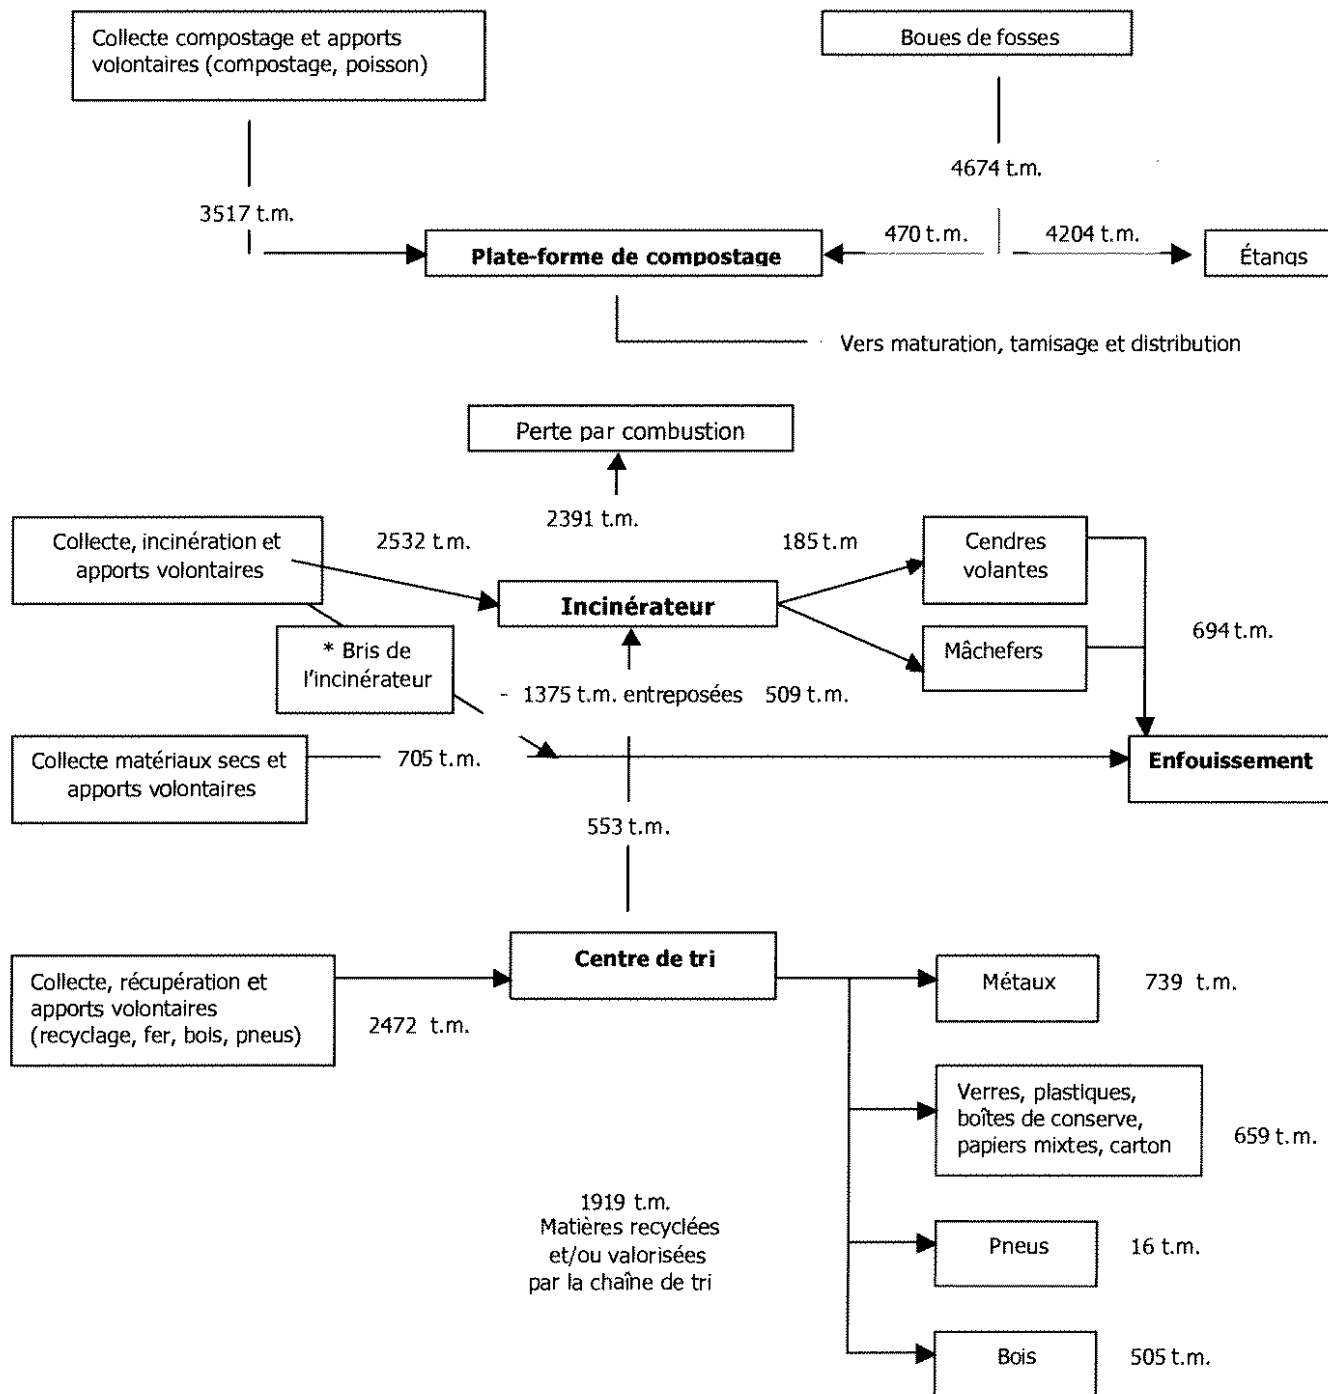 Collecte compostage et apports
volontaires (compostage, poisson)
Boues de fosses
4674 t.m.
3517 t.m.
Plate-forme de compostage
470 t.m.
4204 t.m.
Étangs
Vers maturation, tamisage et distribution
Perte par combustion
2391 t.m.
Collecte, incinération et
apports volontaires
2532 t.m.
Incinérateur
185 t.m
Cendres
volantes
Mâchefers
694 t.m.
* Bris de
l'incinérateur
- 1375 t.m. entreposées
509 t.m.
Collecte matériaux secs et
apports volontaires
705 t.m.
Enfouissement
553 t.m.
Centre de tri
Collecte, récupération et
apports volontaires
(recyclage, fer, bois, pneus)
2472 t.m.
Métaux
739 t.m.
Verres, plastiques,
boîtes de conserve,
papiers mixtes, carton
659 t.m.
1919 t.m.
Matières recyclées
et/ou valorisées
par la chaîne de tri
Pneus
16 t.m.
Bois
505 t.m.